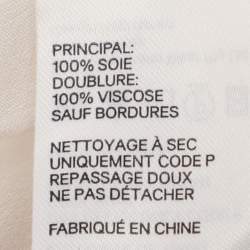 PRINCIPAL:
100% SOIE
DOUBLURE:
100% VISCOSE
SAUF BORDURES
NETTOYAGE À SEC
UNIQUEMENT CODE P
REPASSAGE DOUX
NE PAS DÉTACHER
FABRIQUÉ EN CHINE